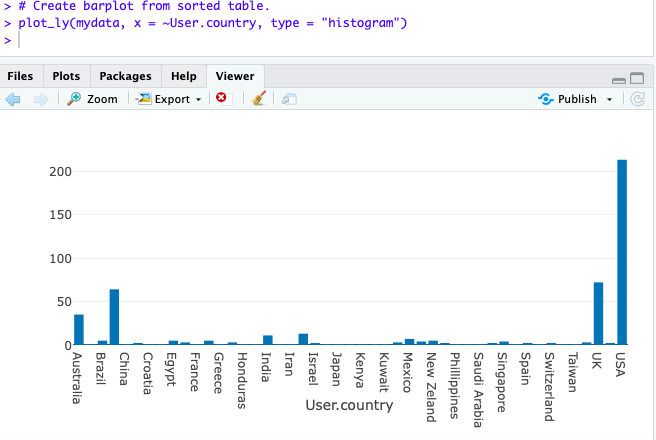 > # Create barplot from sorted table.
> plot_ly(mydata, x = ~User.country, type = "histogram")
>
Files Plots Packages Help Viewer
Zoom Export Publish
200
150
100
50
0
Australia Brazil China Croatia Egypt France Greece Honduras India Iran Israel Japan Kenya Kuwait Mexico New Zeland Phillippines Saudi Arabia Singapore Spain Switzerland Taiwan UK USA
User.country